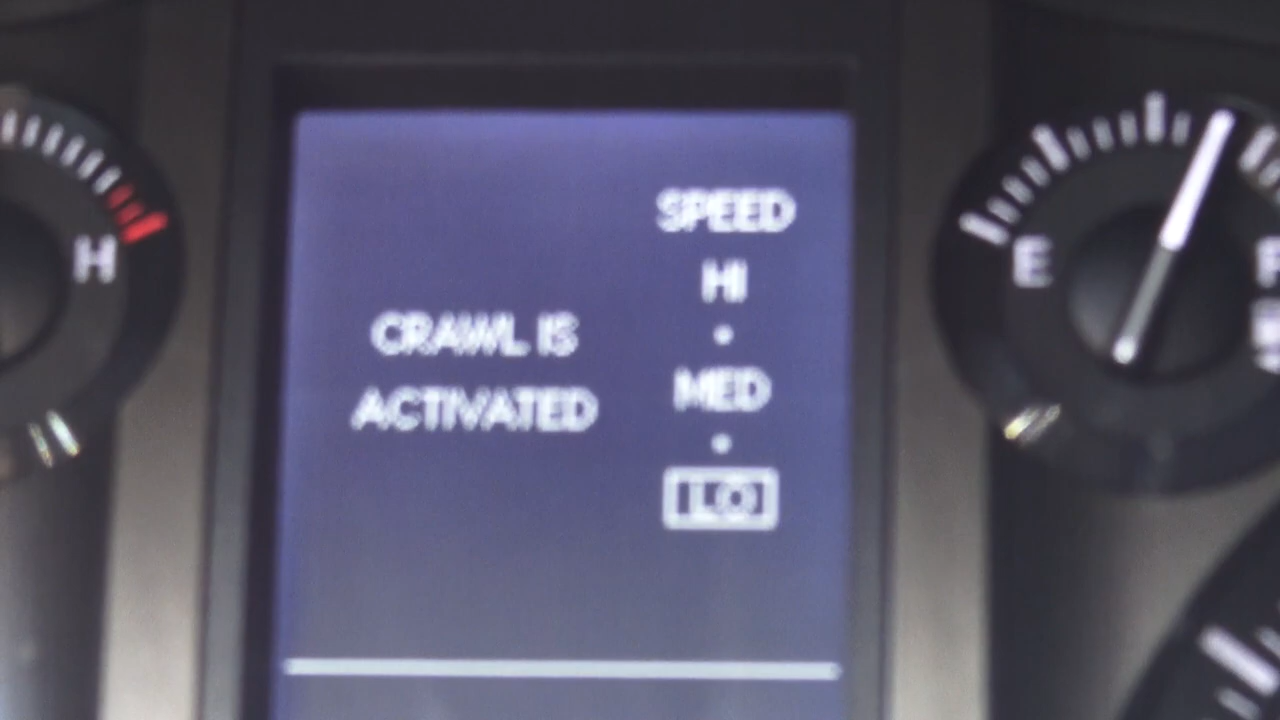 H
CRAWL IS
ACTIVATED
SPEED
HI
MED
LO
E
F